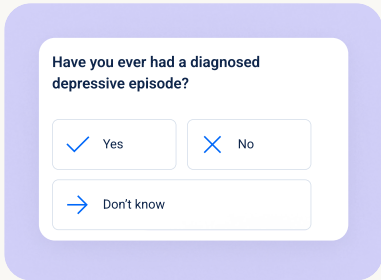 Have you ever had a diagnosed
depressive episode?
Yes
No
Don’t know